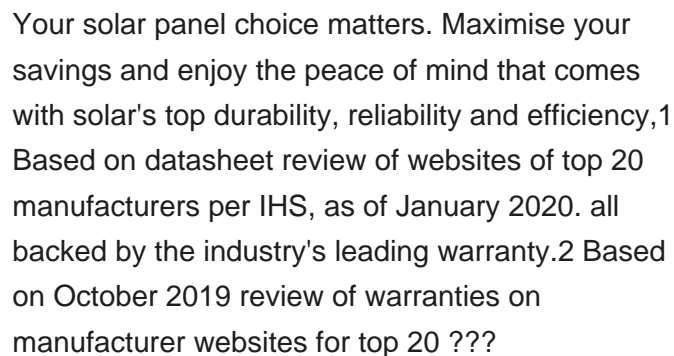 Your solar panel choice matters. Maximise your
savings and enjoy the peace of mind that comes
with solar's top durability, reliability and efficiency,1
Based on datasheet review of websites of top 20
manufacturers per IHS, as of January 2020. all
backed by the industry's leading warranty.2 Based
on October 2019 review of warranties on
manufacturer websites for top 20 ???